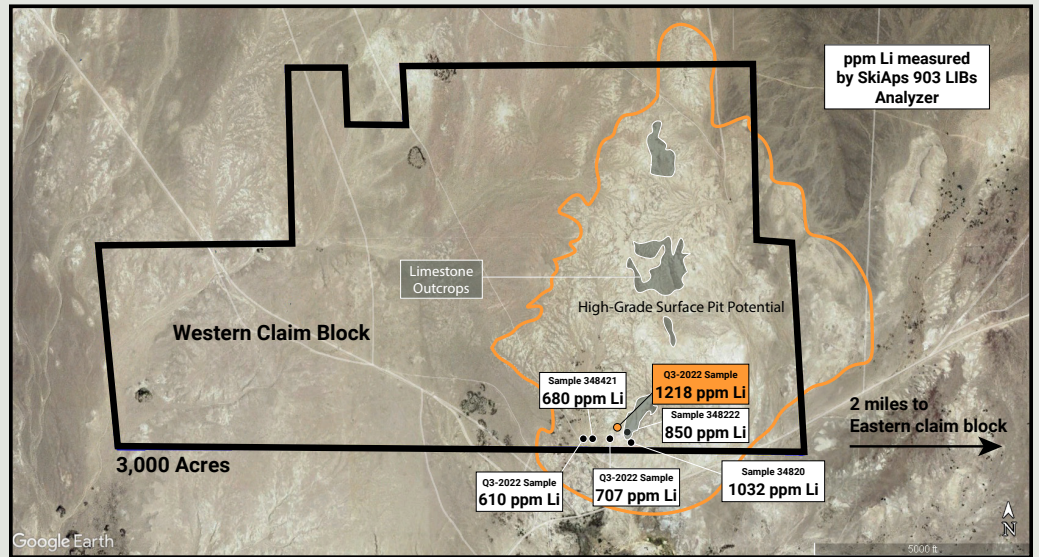 ppm Li measured
by SkiAps 903 LIBs
Analyzer
Limestone
Outcrops
High-Grade Surface Pit Potential
Western Claim Block
Sample 348421
680 ppm Li
Q3-2022 Sample
1218 ppm Li
Sample 348222
850 ppm Li
2 miles to
Eastern claim block
3,000 Acres
Q3-2022 Sample
610 ppm Li
Q3-2022 Sample
707 ppm Li
Sample 34820
1032 ppm Li
N
Google Earth
5000 ft